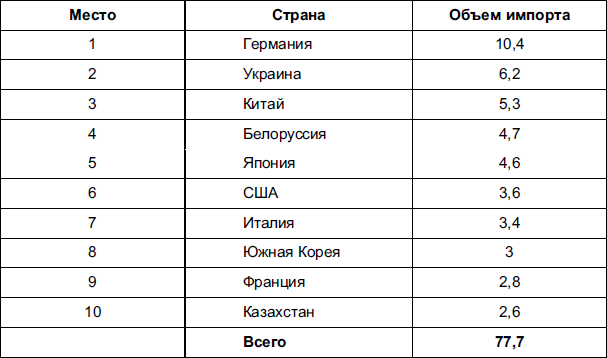 Место Страна Объем импорта
1 Германия 10,4
2 Украина 6,2
3 Китай 5,3
4 Белоруссия 4,7
5 Япония 4,6
6 США 3,6
7 Италия 3,4
8 Южная Корея 3
9 Франция 2,8
10 Казахстан 2,6
Всего 77,7